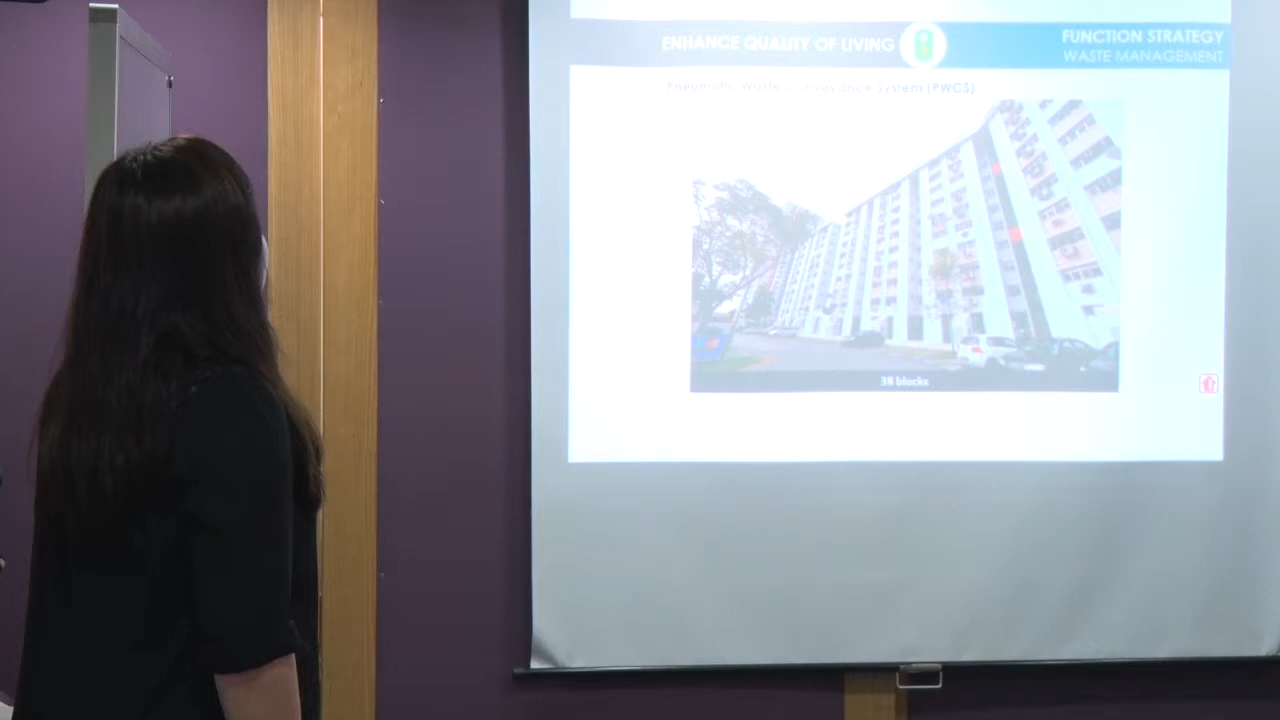 ENHANCE QUALITY OF LIVING
FUNCTION STRATEGY
WASTE MANAGEMENT
Pneumatic Waste Conveyance System (PWCS)
38 blocks